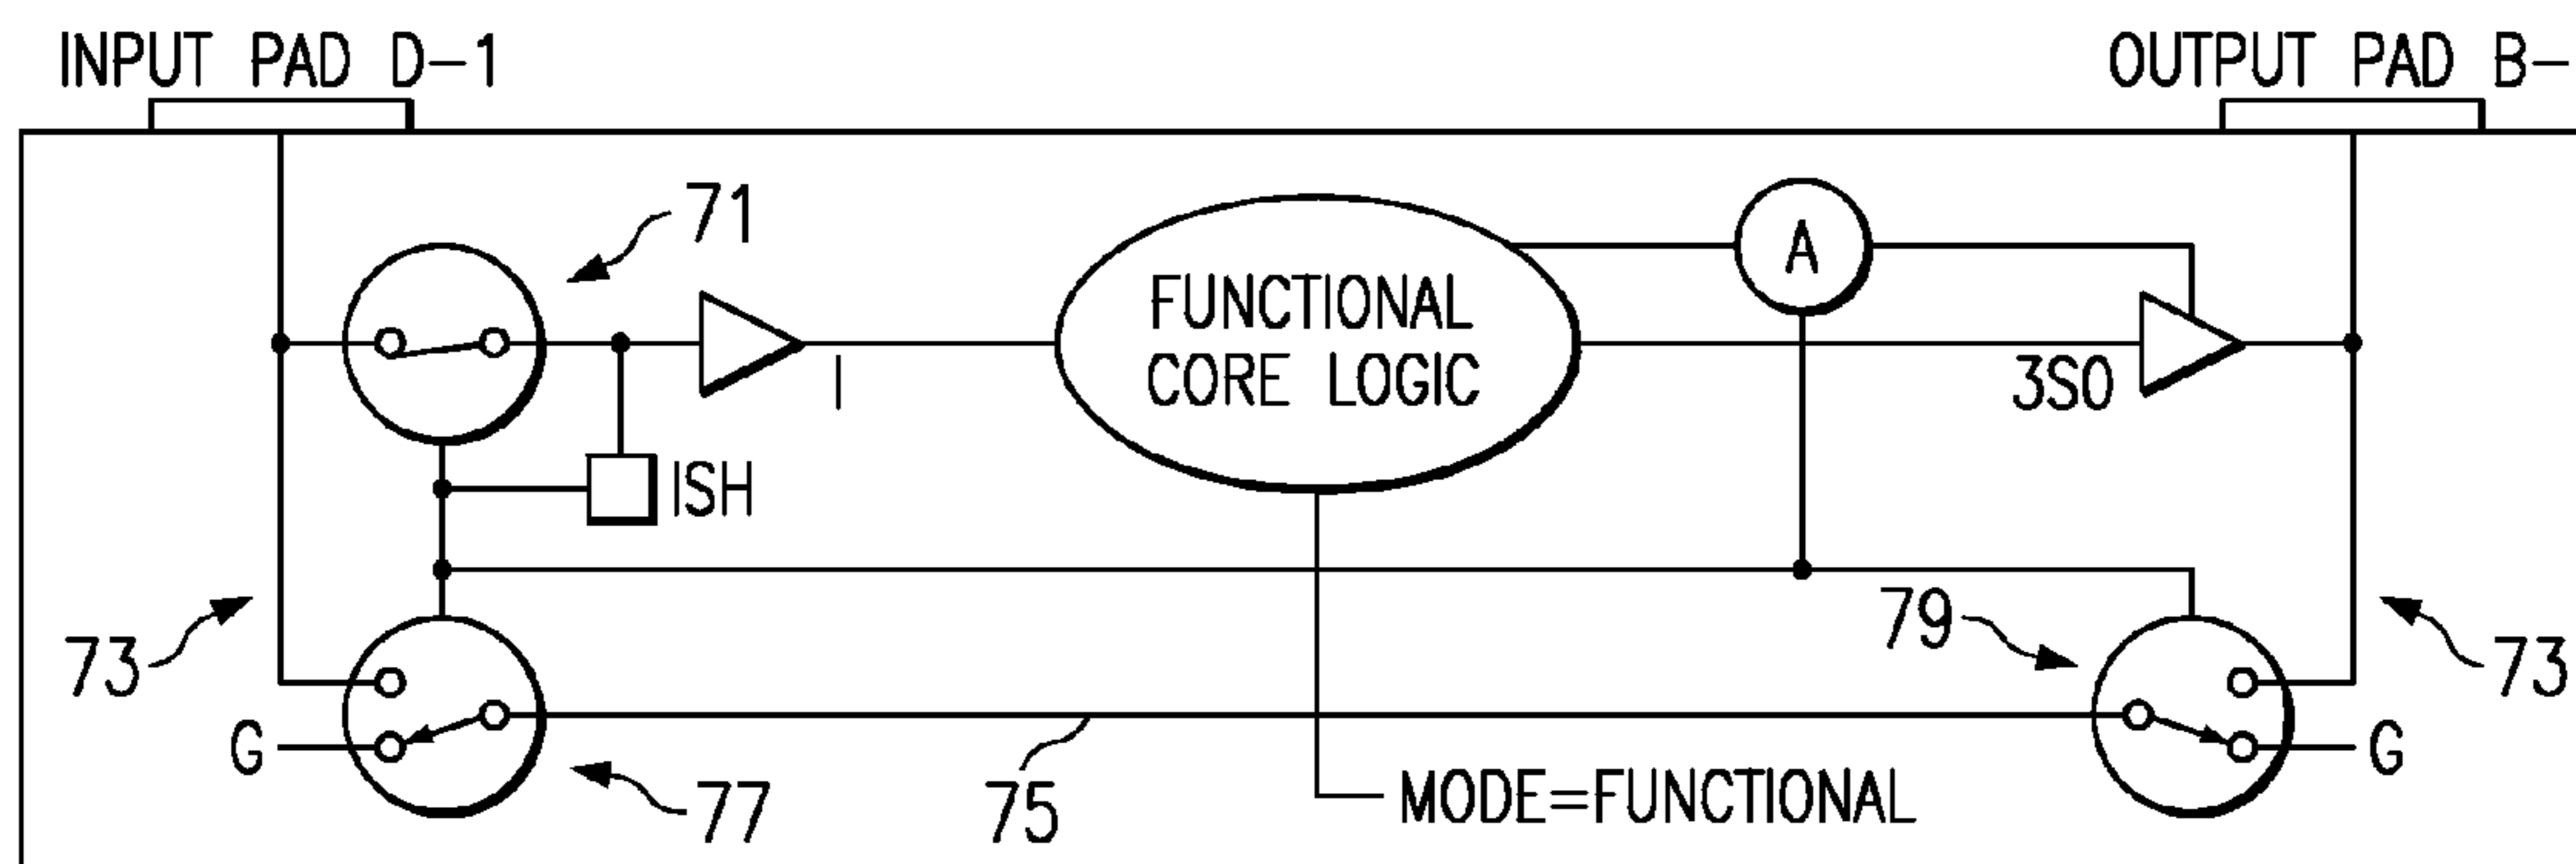 INPUT PAD D-1
OUTPUT PAD B-
71
A
FUNCTIONAL
CORE LOGIC
I
3SO
ISH
73
79
73
G
G
77
75
MODE=FUNCTIONAL